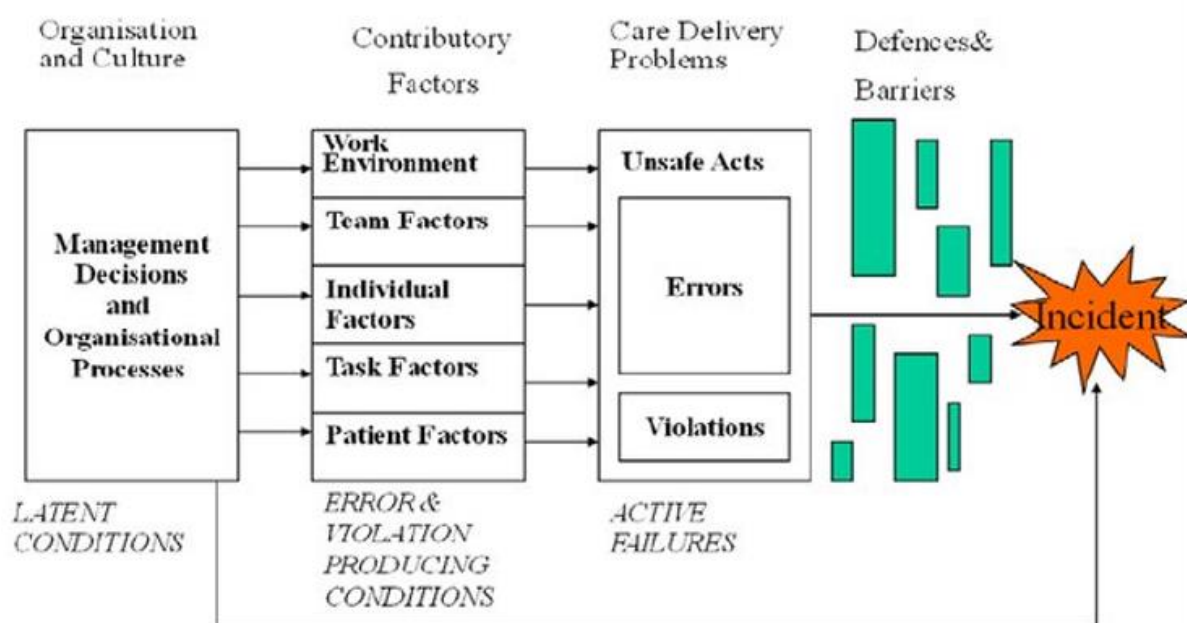 Organisation
and Culture
Contributory
Factors
Care Delivery
Problems
Defences&
Barriers
Management
Decisions
and
Organisational
Processes
Work
Environment
Team Factors
Individual
Factors
Task Factors
Patient Factors
Unsafe Acts
Errors
Violations
Incident
LATENT
CONDITIONS
ERROR &
VIOLATION
PRODUCING
CONDITIONS
ACTIVE
FAILURES